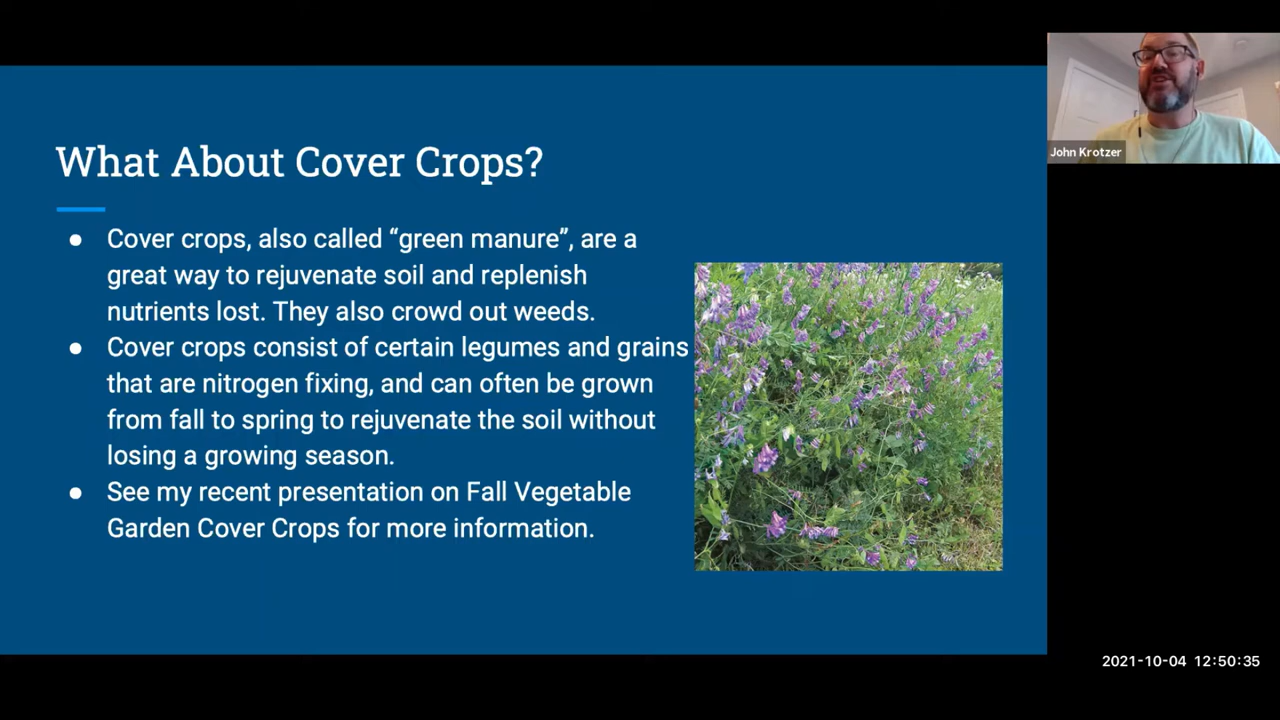 What About Cover Crops?
● Cover crops, also called “green manure”, are a
great way to rejuvenate soil and replenish
nutrients lost. They also crowd out weeds.
● Cover crops consist of certain legumes and grains
that are nitrogen fixing, and can often be grown
from fall to spring to rejuvenate the soil without
losing a growing season.
● See my recent presentation on Fall Vegetable
Garden Cover Crops for more information.
John Krotzer
2021-10-04 12:50:35